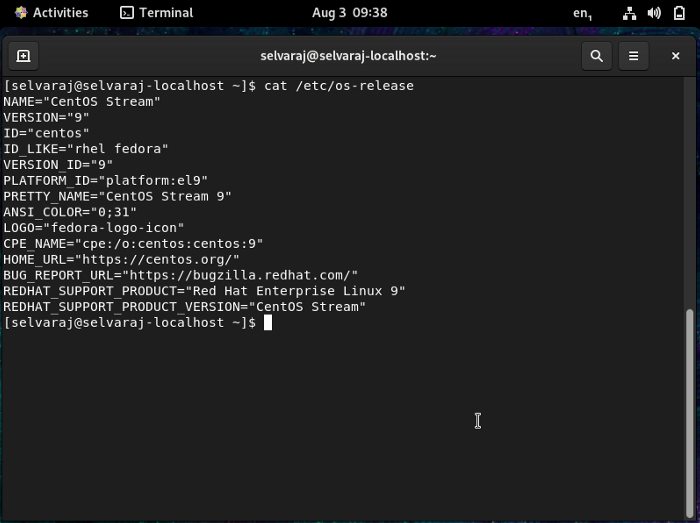 Activities Terminal Aug 3 09:38 en1
selvaraj@selvaraj-localhost:~
[selvaraj@selvaraj-localhost ~]$ cat /etc/os-release
NAME="CentOS Stream"
VERSION="9"
ID="centos"
ID_LIKE="rhel fedora"
VERSION_ID="9"
PLATFORM_ID="platform:el9"
PRETTY_NAME="CentOS Stream 9"
ANSI_COLOR="0;31"
LOGO="fedora-logo-icon"
CPE_NAME="cpe:/o:centos:centos:9"
HOME_URL="https://centos.org/"
BUG_REPORT_URL="https://bugzilla.redhat.com/"
REDHAT_SUPPORT_PRODUCT="Red Hat Enterprise Linux 9"
REDHAT_SUPPORT_PRODUCT_VERSION="CentOS Stream"
[selvaraj@selvaraj-localhost ~]$